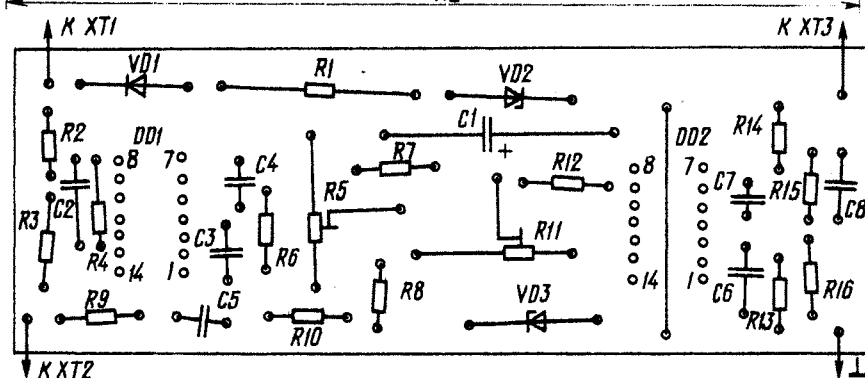 К XT1
К XT3
VD1
R1
VD2
C1
+
R2
DD1
8
7
C4
R7
R12
DD2
8
7
R14
C2
R4
R3
R5
C3
R6
R11
C7
R15
C8
14
1
C5
R8
14
1
C6
R13
R16
R9
R10
VD3
К XT2
⊥